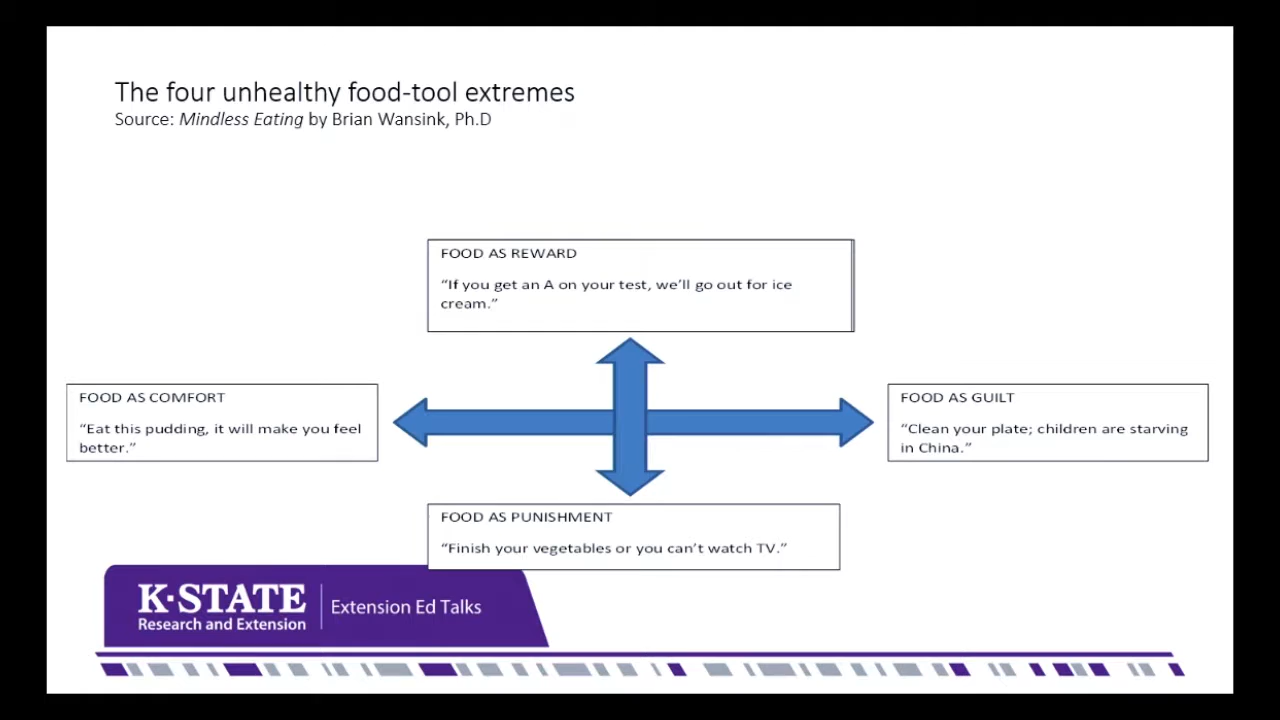 The four unhealthy food-tool extremes
Source: Mindless Eating by Brian Wansink, Ph.D
FOOD AS REWARD
“If you get an A on your test, we’ll go out for ice
cream.”
FOOD AS COMFORT
“Eat this pudding, it will make you feel
better.”
FOOD AS GUILT
“Clean your plate; children are starving
in China.”
FOOD AS PUNISHMENT
“Finish your vegetables or you can’t watch TV.”
K·STATE
Research and Extension
Extension Ed Talks